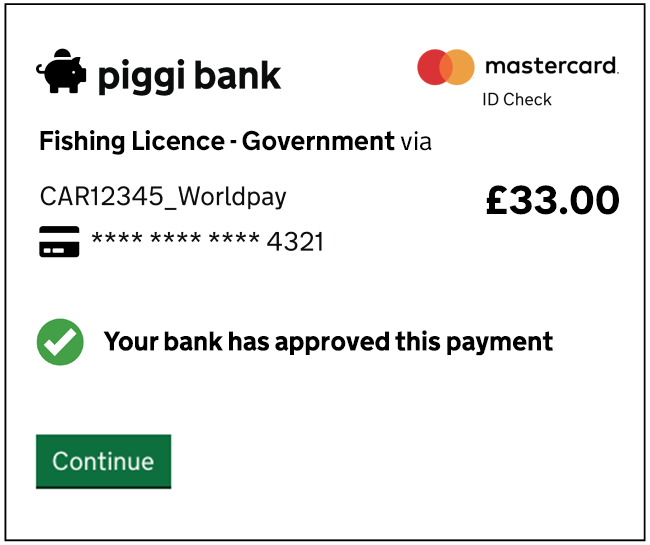 piggi bank
mastercard.
ID Check
Fishing Licence - Government via
CAR12345_Worldpay
£33.00
**** **** **** 4321
Your bank has approved this payment
Continue